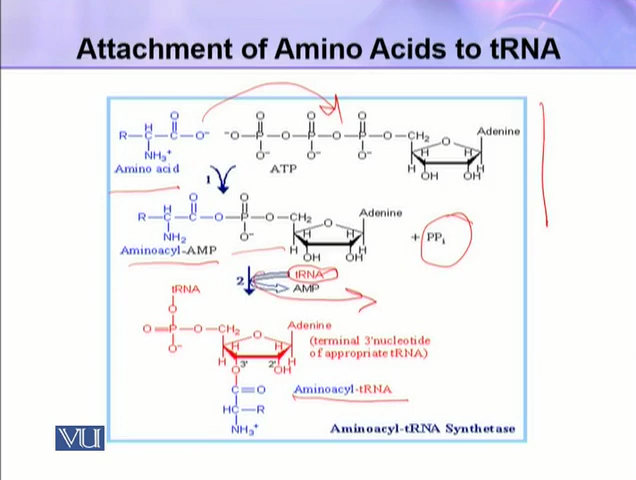 Attachment of Amino Acids to tRNA
R—C—C—O⁻
H
O
NH₃⁺
Amino acid
⁻O—P—O—P—O—P—O—CH₂
O O O
O⁻ O⁻ O⁻
O
Adenine
H H
H H
OH OH
ATP
1
R—C—C—O—P—O—CH₂
H
O O
NH₂
O⁻
O
Adenine
H H
H H
OH OH
Aminoacyl-AMP
+ PPᵢ
2
tRNA
AMP
tRNA
O
O=P—O—CH₂
O⁻
O
Adenine
(terminal 3'nucleotide
of appropriate tRNA)
H H
H 3' 2' H
O OH
C=O
Aminoacyl-tRNA
HC—R
NH₃⁺
Aminoacyl-tRNA Synthetase
VU